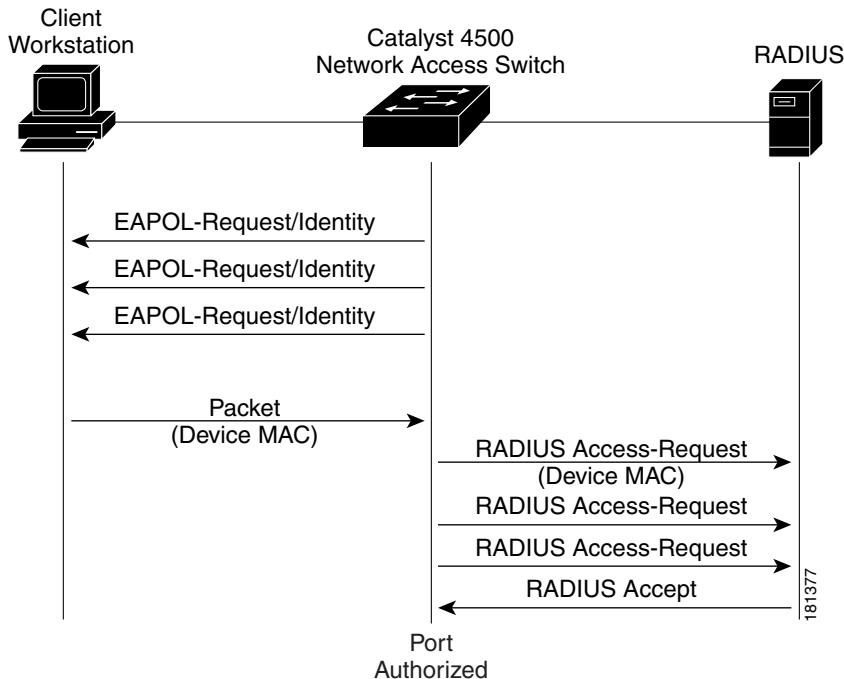 Client
Workstation
Catalyst 4500
Network Access Switch
RADIUS
EAPOL-Request/Identity
EAPOL-Request/Identity
EAPOL-Request/Identity
Packet
(Device MAC)
RADIUS Access-Request
(Device MAC)
RADIUS Access-Request
RADIUS Access-Request
RADIUS Accept
181377
Port
Authorized